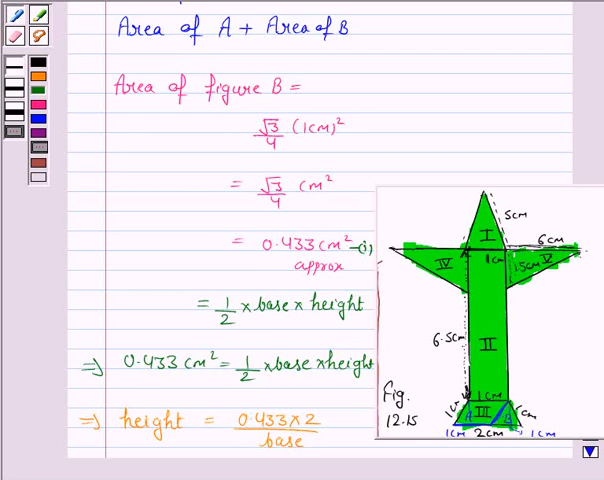 Area of A + Area of B
Area of figure B =
√3/4 (1cm)²
= √3/4 cm²
= 0.433 cm² —(i)
approx
= 1/2 × base × height
⇒ 0.433 cm² = 1/2 × base × height
⇒ height = 0.433 × 2 / base
5cm
I
6cm
1cm
IV
1.5cm
V
6.5cm
II
1cm
Fig.
12.15
1cm
A
III
B
1cm
1cm
2cm
1cm